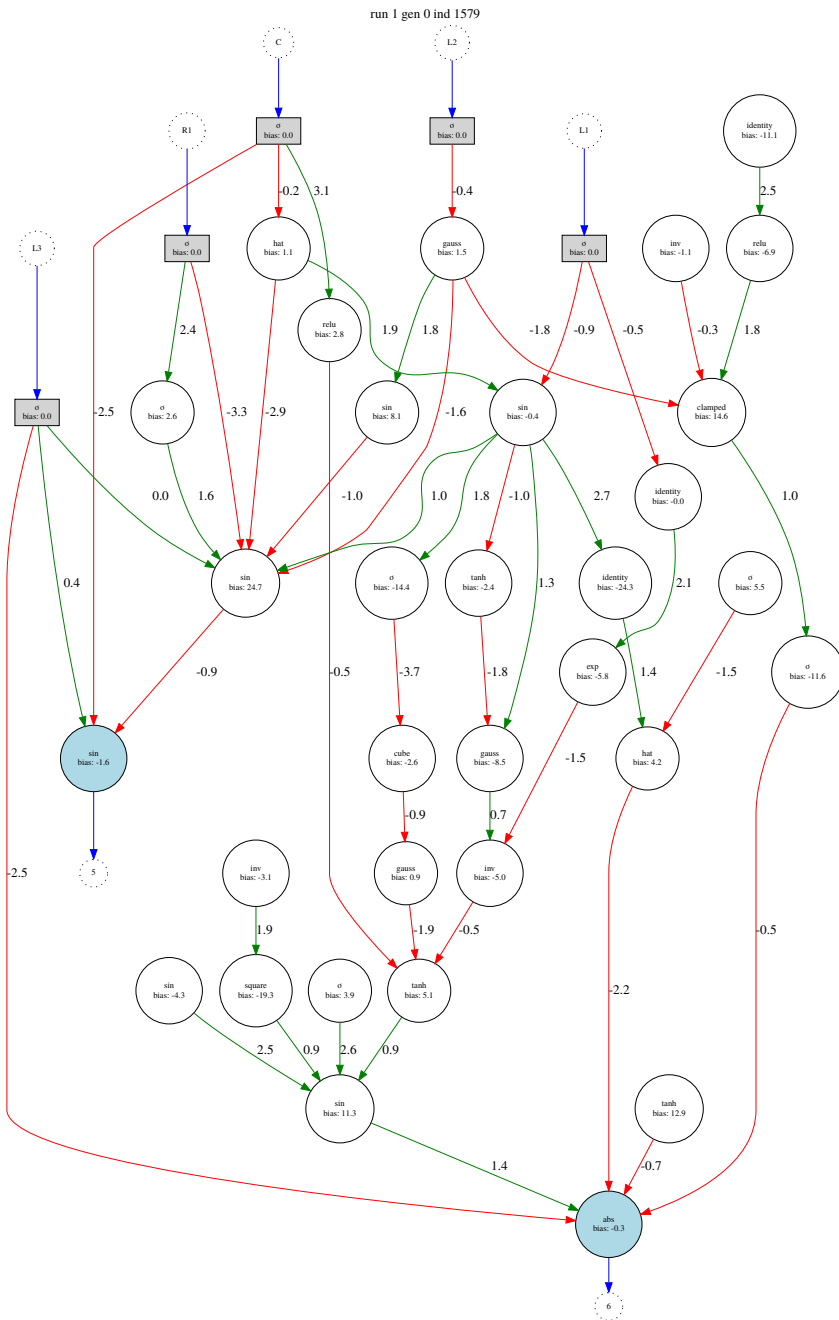 run 1 gen 0 ind 1579
C
L2
R1
σ
bias: 0.0
σ
bias: 0.0
L1
identity
bias: -11.1
-0.2
3.1
-0.4
2.5
L3
σ
bias: 0.0
hat
bias: 1.1
gauss
bias: 1.5
σ
bias: 0.0
inv
bias: -1.1
relu
bias: -6.9
2.4
relu
bias: 2.8
1.9
1.8
-1.8
-0.9
-0.5
-0.3
1.8
σ
bias: 0.0
σ
bias: 2.6
-2.5
-3.3
-2.9
sin
bias: 8.1
-1.6
sin
bias: -0.4
clamped
bias: 14.6
0.0
1.6
-1.0
1.0
1.8
-1.0
2.7
identity
bias: -0.0
1.0
0.4
sin
bias: 24.7
σ
bias: -14.4
tanh
bias: -2.4
1.3
identity
bias: -24.3
2.1
σ
bias: 5.5
-0.9
-0.5
-3.7
-1.8
exp
bias: -5.8
1.4
-1.5
σ
bias: -11.6
sin
bias: -1.6
cube
bias: -2.6
gauss
bias: -8.5
-1.5
hat
bias: 4.2
-0.9
0.7
5
-2.5
inv
bias: -3.1
gauss
bias: 0.9
inv
bias: -5.0
1.9
-1.9
-0.5
-0.5
sin
bias: -4.3
square
bias: -19.3
σ
bias: 3.9
tanh
bias: 5.1
-2.2
2.5
0.9
2.6
0.9
sin
bias: 11.3
tanh
bias: 12.9
1.4
-0.7
abs
bias: -0.3
6